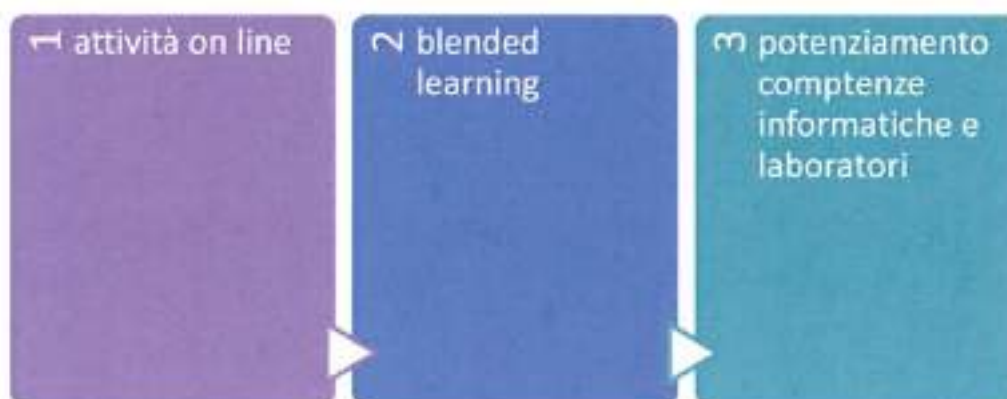 1 attività on line
2 blended
learning
3 potenziamento
comptenze
informatiche e
laboratori